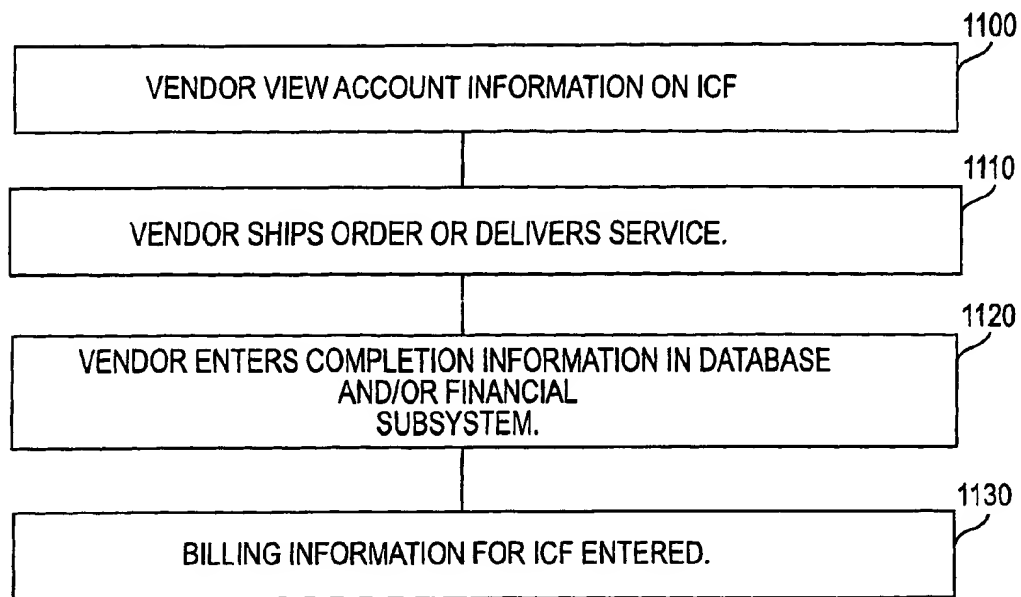 1100
VENDOR VIEW ACCOUNT INFORMATION ON ICF
1110
VENDOR SHIPS ORDER OR DELIVERS SERVICE.
1120
VENDOR ENTERS COMPLETION INFORMATION IN DATABASE
AND/OR FINANCIAL
SUBSYSTEM.
1130
BILLING INFORMATION FOR ICF ENTERED.